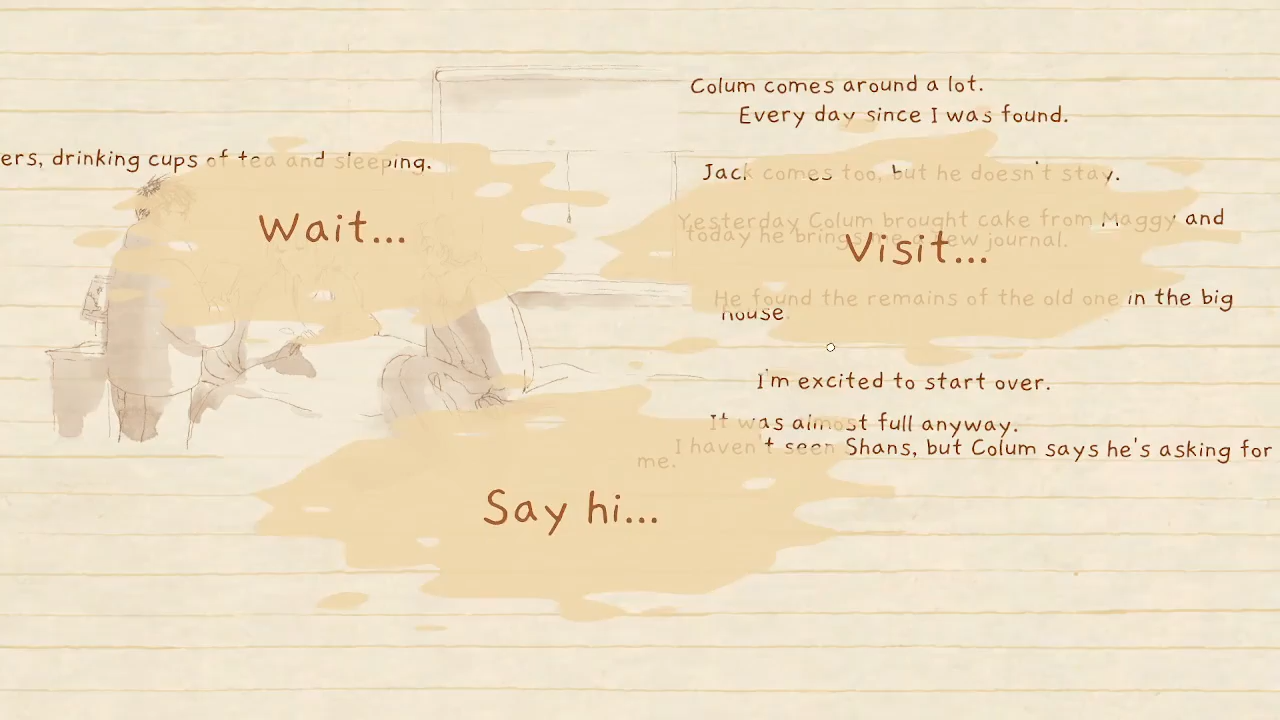 ers, drinking cups of tea and sleeping.
Wait...
Colum comes around a lot.
Every day since I was found.
Jack comes too, but he doesn't stay.
Yesterday Colum brought cake from Maggy and
today he brings me a new journal.
Visit...
He found the remains of the old one in the big
house.
I'm excited to start over.
It was almost full anyway.
I haven't seen Shans, but Colum says he's asking for
me.
Say hi...